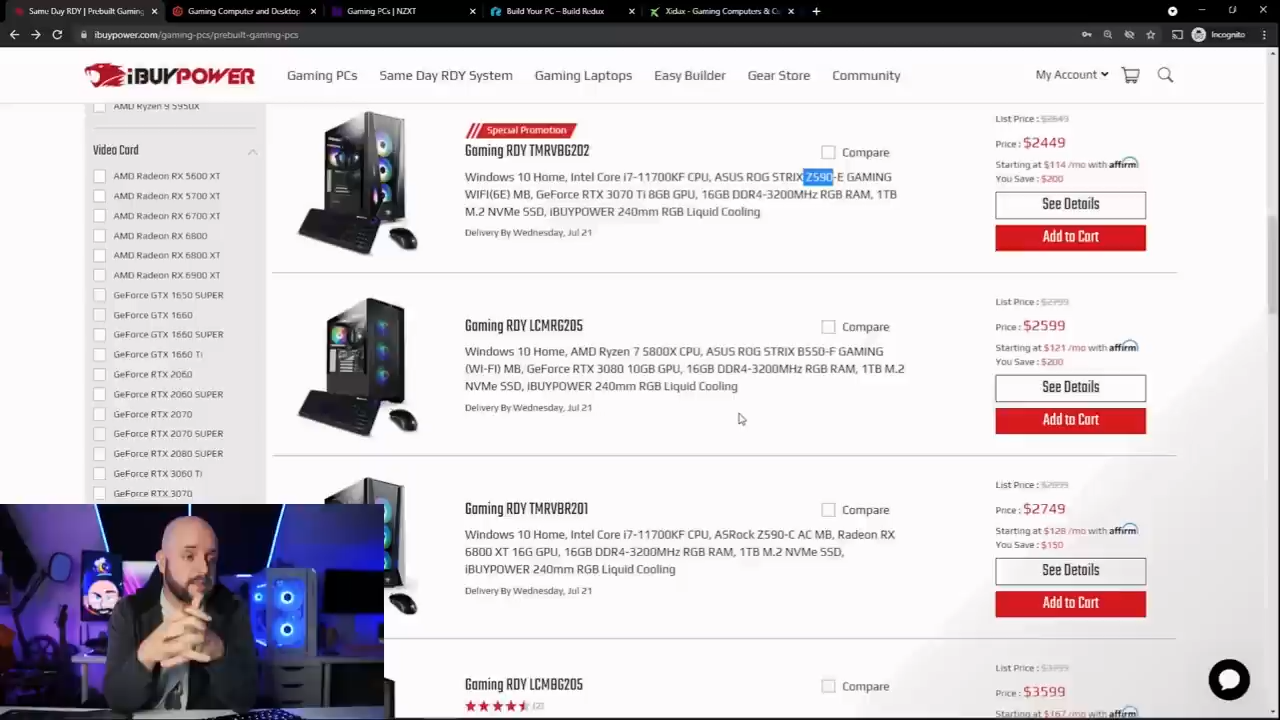 Same Day RDY | Prebuilt Gaming
Gaming Computer and Desktop
Gaming PCs | NZXT
Build Your PC – Build Redux
Xidax - Gaming Computers & Cu
ibuypower.com/gaming-pcs/prebuilt-gaming-pcs
Incognito
iBUYPOWER
Gaming PCs
Same Day RDY System
Gaming Laptops
Easy Builder
Gear Store
Community
My Account
AMD Ryzen 9 5950X
Video Card
AMD Radeon RX 5600 XT
AMD Radeon RX 5700 XT
AMD Radeon RX 6700 XT
AMD Radeon RX 6800
AMD Radeon RX 6800 XT
AMD Radeon RX 6900 XT
GeForce GTX 1650 SUPER
GeForce GTX 1660
GeForce GTX 1660 SUPER
GeForce GTX 1660 Ti
GeForce RTX 2060
GeForce RTX 2060 SUPER
GeForce RTX 2070
GeForce RTX 2070 SUPER
GeForce RTX 2080 SUPER
GeForce RTX 3060 Ti
GeForce RTX 3070
Special Promotion
Gaming RDY TMRVBG202
Compare
Windows 10 Home, Intel Core i7-11700KF CPU, ASUS ROG STRIX Z590-E GAMING
WIFI(6E) MB, GeForce RTX 3070 Ti 8GB GPU, 16GB DDR4-3200MHz RGB RAM, 1TB
M.2 NVMe SSD, iBUYPOWER 240mm RGB Liquid Cooling
Delivery By Wednesday, Jul 21
List Price : $2649
Price : $2449
Starting at $114 /mo with affirm
You Save : $200
See Details
Add to Cart
Gaming RDY LCMRG205
Compare
Windows 10 Home, AMD Ryzen 7 5800X CPU, ASUS ROG STRIX B550-F GAMING
(WI-FI) MB, GeForce RTX 3080 10GB GPU, 16GB DDR4-3200MHz RGB RAM, 1TB M.2
NVMe SSD, iBUYPOWER 240mm RGB Liquid Cooling
Delivery By Wednesday, Jul 21
List Price : $2799
Price : $2599
Starting at $121 /mo with affirm
You Save : $200
See Details
Add to Cart
Gaming RDY TMRVBR201
Compare
Windows 10 Home, Intel Core i7-11700KF CPU, ASRock Z590-C AC MB, Radeon RX
6800 XT 16G GPU, 16GB DDR4-3200MHz RGB RAM, 1TB M.2 NVMe SSD,
iBUYPOWER 240mm RGB Liquid Cooling
Delivery By Wednesday, Jul 21
List Price : $2899
Price : $2749
Starting at $128 /mo with affirm
You Save : $150
See Details
Add to Cart
Gaming RDY LCMBG205
Compare
(2)
List Price : $3799
Price : $3599
Starting at $167 /mo with affirm